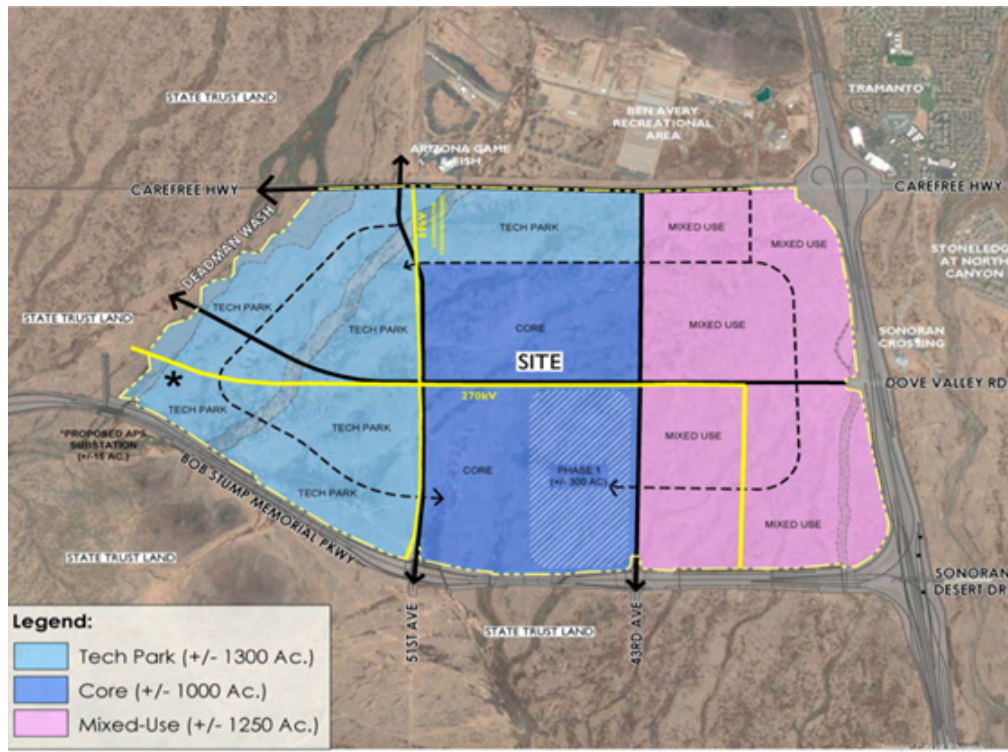 STATE TRUST LAND
TRAMANTO
BEN AVERY
RECREATIONAL
AREA
ARIZONA GAME
& FISH
CAREFREE HWY
CAREFREE HWY
DEADMAN WASH
69kV
TECH PARK
MIXED USE
MIXED USE
STONELEDG
AT NORTH
CANYON
TECH PARK
STATE TRUST LAND
TECH PARK
CORE
MIXED USE
SONORAN
CROSSING
SITE
DOVE VALLEY RD
270kV
*
TECH PARK
TECH PARK
MIXED USE
*PROPOSED APS
SUBSTATION
(+/-15 AC.)
CORE
PHASE 1
(+/- 300 AC)
TECH PARK
MIXED USE
BOB STUMP MEMORIAL PKWY
STATE TRUST LAND
SONORAN
DESERT DR
51ST AVE
43RD AVE
STATE TRUST LAND
Legend:
Tech Park (+/- 1300 Ac.)
Core (+/- 1000 Ac.)
Mixed-Use (+/- 1250 Ac.)